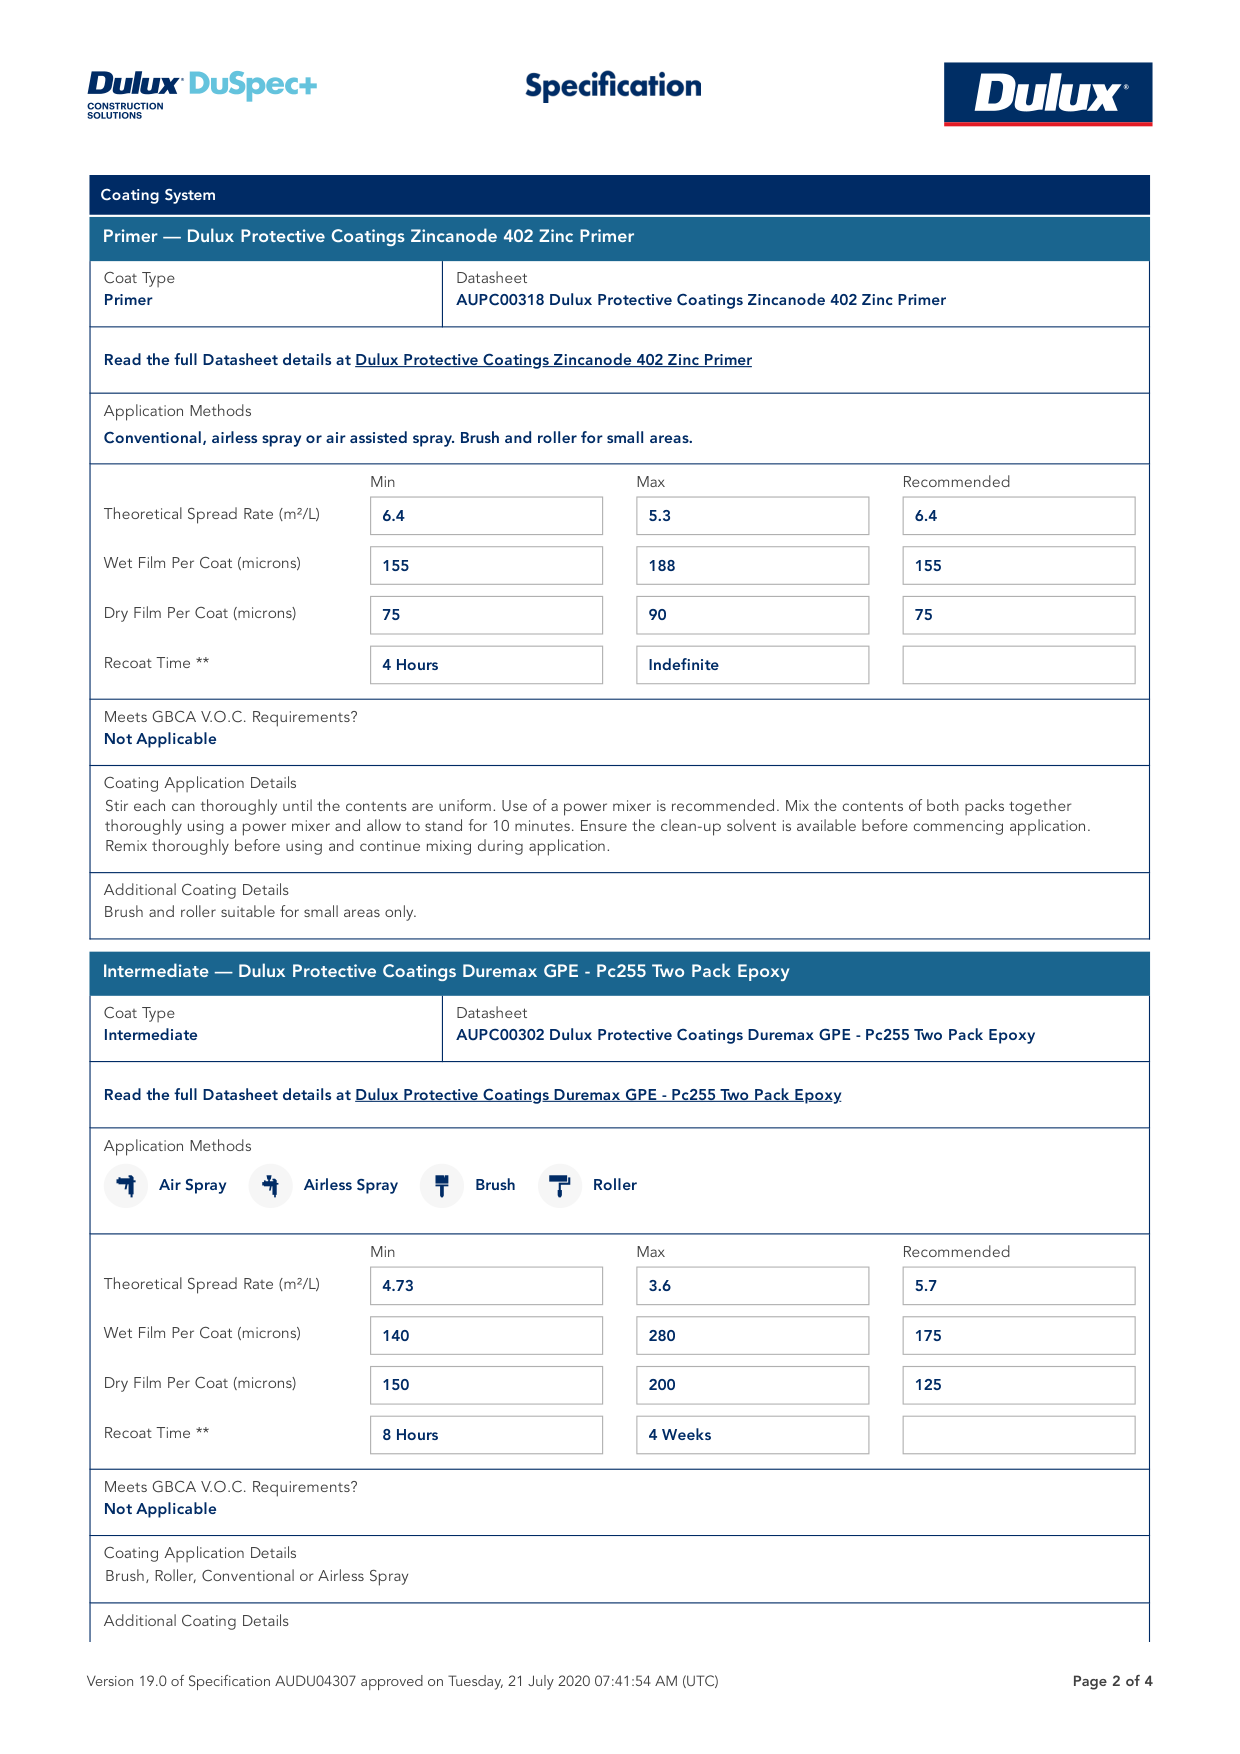 Dulux DuSpec+
CONSTRUCTION
SOLUTIONS
Specification
Dulux®
Coating System
Primer — Dulux Protective Coatings Zincanode 402 Zinc Primer
Coat Type
Primer
Datasheet
AUPC00318 Dulux Protective Coatings Zincanode 402 Zinc Primer
Read the full Datasheet details at Dulux Protective Coatings Zincanode 402 Zinc Primer
Application Methods
Conventional, airless spray or air assisted spray. Brush and roller for small areas.
Min Max Recommended
Theoretical Spread Rate (m²/L) 6.4 5.3 6.4
Wet Film Per Coat (microns) 155 188 155
Dry Film Per Coat (microns) 75 90 75
Recoat Time ** 4 Hours Indefinite
Meets GBCA V.O.C. Requirements?
Not Applicable
Coating Application Details
Stir each can thoroughly until the contents are uniform. Use of a power mixer is recommended. Mix the contents of both packs together
thoroughly using a power mixer and allow to stand for 10 minutes. Ensure the clean-up solvent is available before commencing application.
Remix thoroughly before using and continue mixing during application.
Additional Coating Details
Brush and roller suitable for small areas only.
Intermediate — Dulux Protective Coatings Duremax GPE - Pc255 Two Pack Epoxy
Coat Type
Intermediate
Datasheet
AUPC00302 Dulux Protective Coatings Duremax GPE - Pc255 Two Pack Epoxy
Read the full Datasheet details at Dulux Protective Coatings Duremax GPE - Pc255 Two Pack Epoxy
Application Methods
Air Spray Airless Spray Brush Roller
Min Max Recommended
Theoretical Spread Rate (m²/L) 4.73 3.6 5.7
Wet Film Per Coat (microns) 140 280 175
Dry Film Per Coat (microns) 150 200 125
Recoat Time ** 8 Hours 4 Weeks
Meets GBCA V.O.C. Requirements?
Not Applicable
Coating Application Details
Brush, Roller, Conventional or Airless Spray
Additional Coating Details
Version 19.0 of Specification AUDU04307 approved on Tuesday, 21 July 2020 07:41:54 AM (UTC)
Page 2 of 4